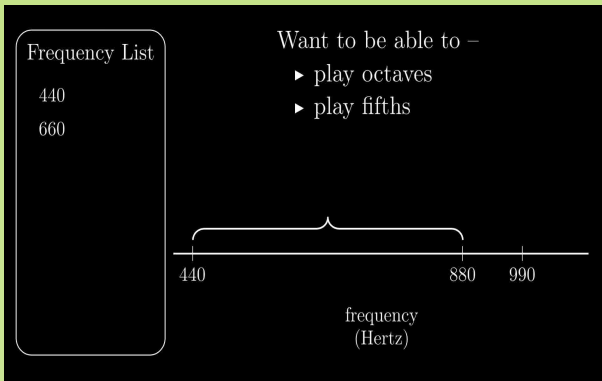 Frequency List
440
660
Want to be able to –
▸ play octaves
▸ play fifths
440
880
990
frequency
(Hertz)